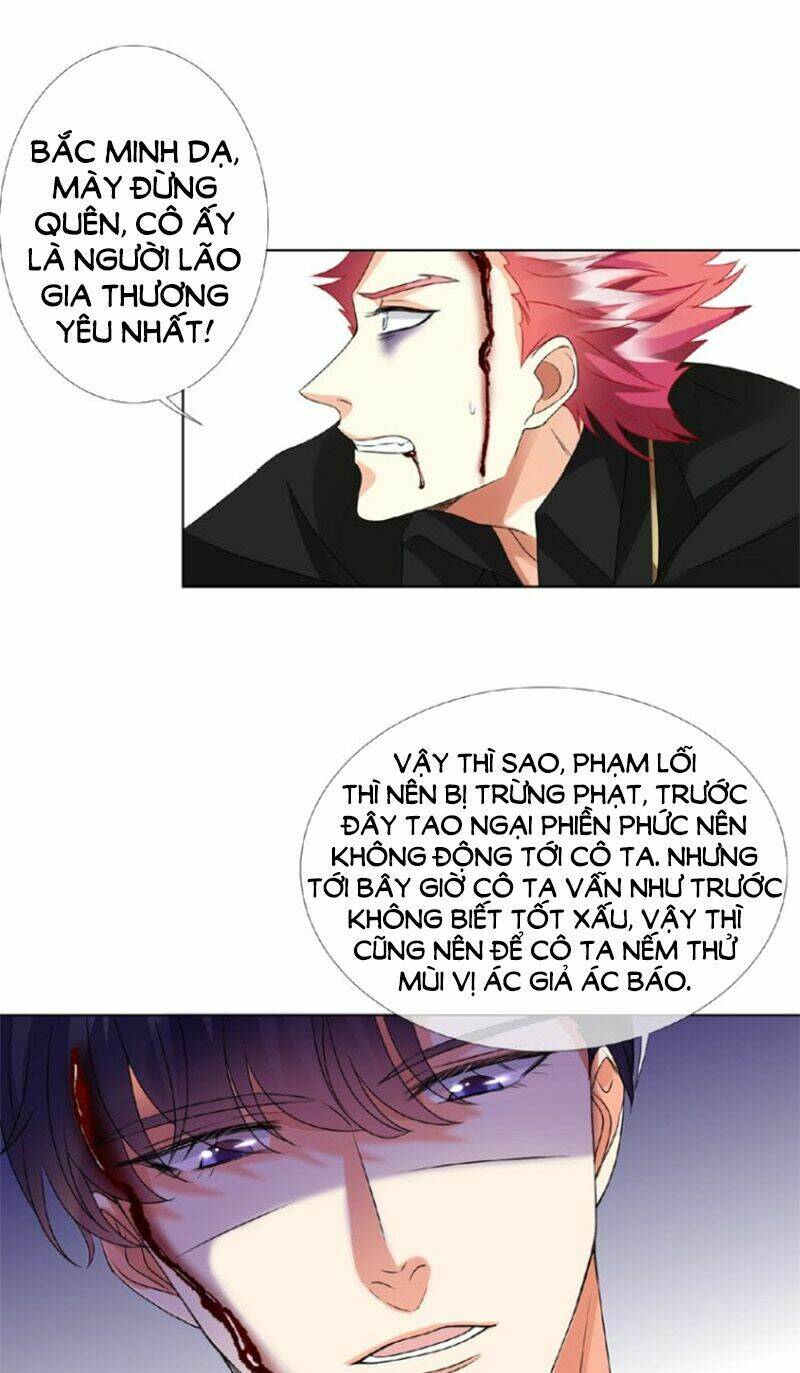 BẮC MINH DẠ,
MÀY ĐỪNG
QUÊN, CÔ ẤY
LÀ NGƯỜI LÃO
GIA THƯƠNG
YÊU NHẤT!
VẬY THÌ SAO, PHẠM LỖI
THÌ NÊN BỊ TRỪNG PHẠT, TRƯỚC
ĐÂY TAO NGẠI PHIỀN PHỨC NÊN
KHÔNG ĐỘNG TỚI CÔ TA. NHƯNG
TỚI BÂY GIỜ CÔ TA VẪN NHƯ TRƯỚC
KHÔNG BIẾT TỐT XẤU, VẬY THÌ
CŨNG NÊN ĐỂ CÔ TA NẾM THỬ
MÙI VỊ ÁC GIẢ ÁC BÁO.